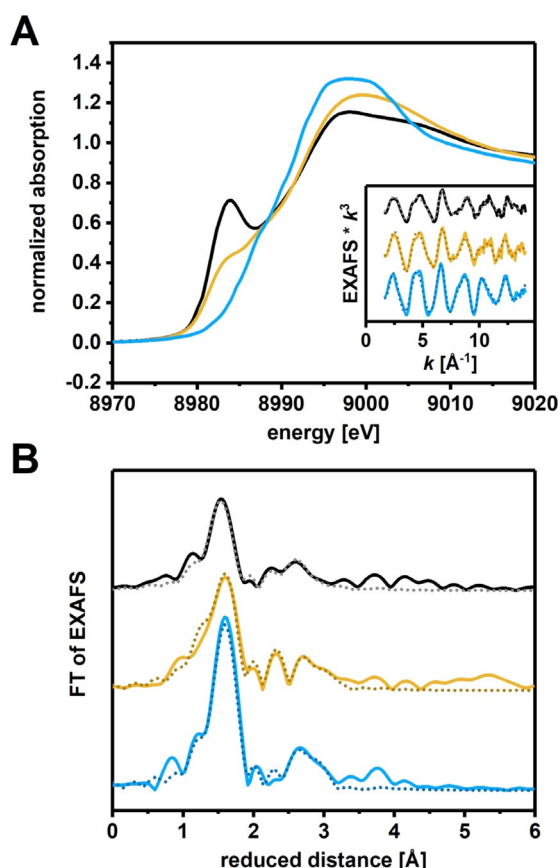 A
normalized absorption
1.4
1.2
1.0
0.8
0.6
0.4
0.2
0.0
-0.2
8970 8980 8990 9000 9010 9020
energy [eV]
EXAFS * k³
0 5 10
k [Å⁻¹]
B
FT of EXAFS
0 1 2 3 4 5 6
reduced distance [Å]